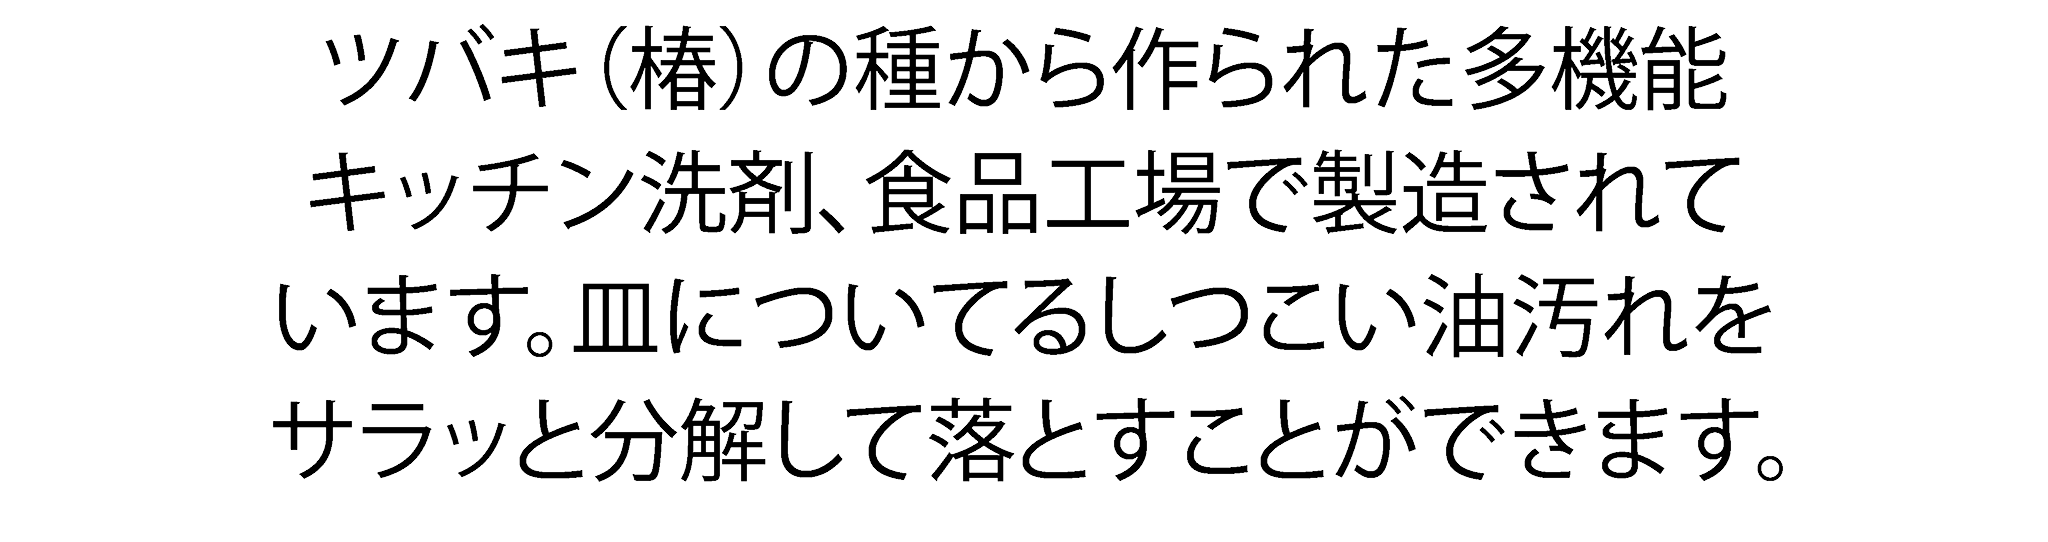 ツバキ（椿）の種から作られた多機能
キッチン洗剤、食品工場で製造されて
います。皿についてるしつこい油汚れを
サラッと分解して落とすことができます。